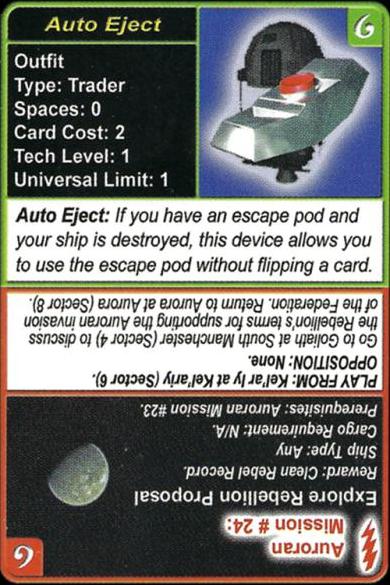 Auto Eject
6
Outfit
Type: Trader
Spaces: 0
Card Cost: 2
Tech Level: 1
Universal Limit: 1
Auto Eject: If you have an escape pod and
your ship is destroyed, this device allows you
to use the escape pod without flipping a card.
Auroran
Mission # 24:
6
Explore Rebellion Proposal
Reward: Clean Rebel Record.
Ship Type: Any
Cargo Requirement: N/A.
Prerequisites: Auroran Mission #23.
PLAY FROM: Kel'ar Iy at Kel'ariy (Sector 6).
OPPOSITION: None.
Go to Goliath at South Manchester (Sector 4) to discuss
the Rebellion's terms for supporting the Auroran invasion
of the Federation. Return to Aurora at Aurora (Sector 8).